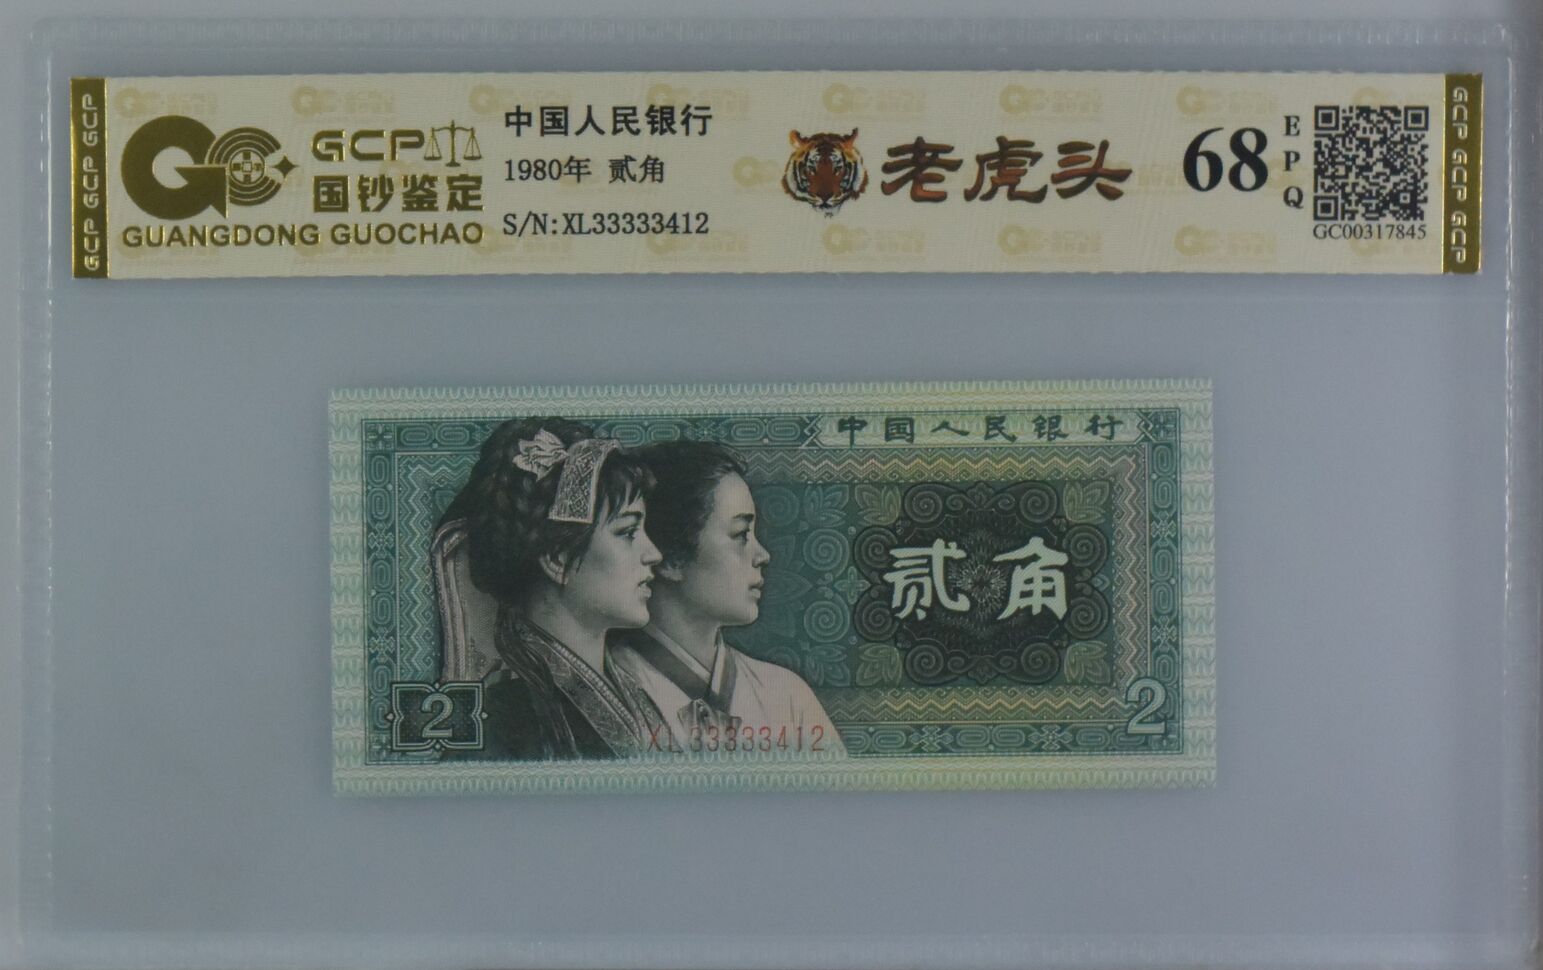 GCP
国钞鉴定
GUANGDONG GUOCHAO
中国人民银行
1980年 贰角
S/N:XL33333412
老虎头
68
EPQ
GC00317845
GCP GCP GCP
GCP GCP GCP
中国人民银行
贰角
2
2
XL33333412